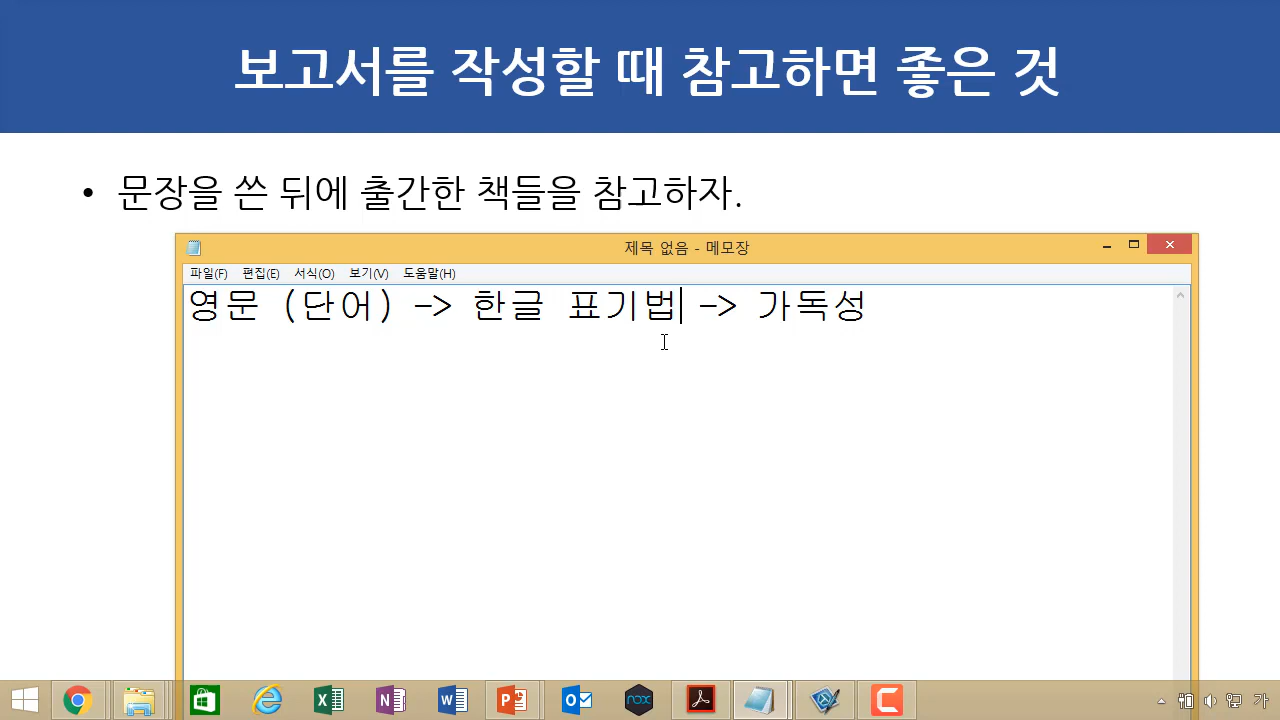 보고서를 작성할 때 참고하면 좋은 것
• 문장을 쓴 뒤에 출간한 책들을 참고하자.
제목 없음 - 메모장
파일(F) 편집(E) 서식(O) 보기(V) 도움말(H)
영문 (단어) -> 한글 표기법 -> 가독성
nox
가